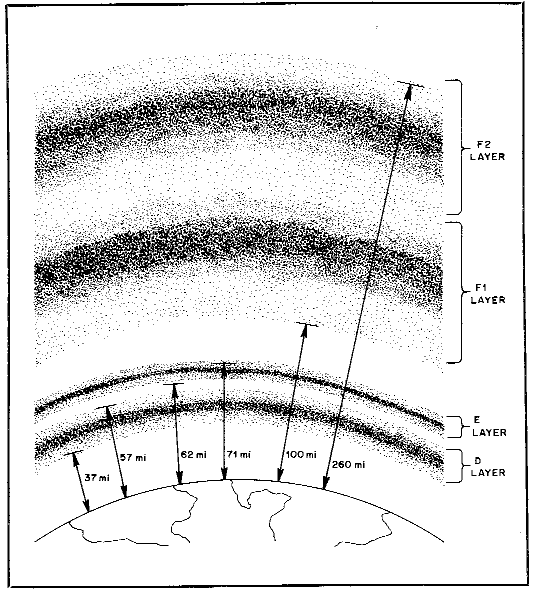 F2
LAYER
F1
LAYER
E
LAYER
D
LAYER
37 mi
57 mi
62 mi
71 mi
100 mi
260 mi